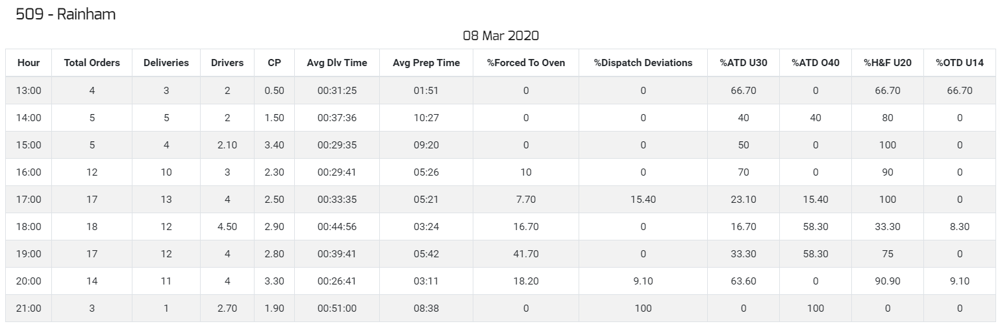 509 - Rainham
08 Mar 2020
Hour Total Orders Deliveries Drivers CP Avg Dlv Time Avg Prep Time %Forced To Oven %Dispatch Deviations %ATD U30 %ATD O40 %H&F U20 %OTD U14
13:00 4 3 2 0.50 00:31:25 01:51 0 0 66.70 0 66.70 66.70
14:00 5 5 2 1.50 00:37:36 10:27 0 0 40 40 80 0
15:00 5 4 2.10 3.40 00:29:35 09:20 0 0 50 0 100 0
16:00 12 10 3 2.30 00:29:41 05:26 10 0 70 0 90 0
17:00 17 13 4 2.50 00:33:35 05:21 7.70 15.40 23.10 15.40 100 0
18:00 18 12 4.50 2.90 00:44:56 03:24 16.70 0 16.70 58.30 33.30 8.30
19:00 17 12 4 2.80 00:39:41 05:42 41.70 0 33.30 58.30 75 0
20:00 14 11 4 3.30 00:26:41 03:11 18.20 9.10 63.60 0 90.90 9.10
21:00 3 1 2.70 1.90 00:51:00 08:38 0 100 0 100 0 0